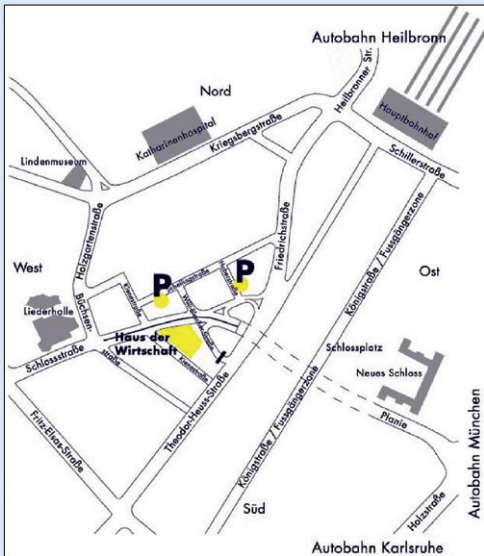 Autobahn Heilbronn
Nord
Heilbronner Str.
Hauptbahnhof
Katharinenhospital
Kriegsbergstraße
Lindenmuseum
Schillerstraße
Holzgartenstraße
Friedrichstraße
West
Ost
P
P
Büchsen-
straße
Liederhalle
Königstraße / Fussgängerzone
Haus der
Wirtschaft
Schlossstraße
Kienestraße
Schlossplatz
Neues Schloss
Theodor-Heuss-Straße
Planie
Fritz-Elsas-Straße
Königstraße / Fussgängerzone
Autobahn München
Holzstraße
Süd
Autobahn Karlsruhe